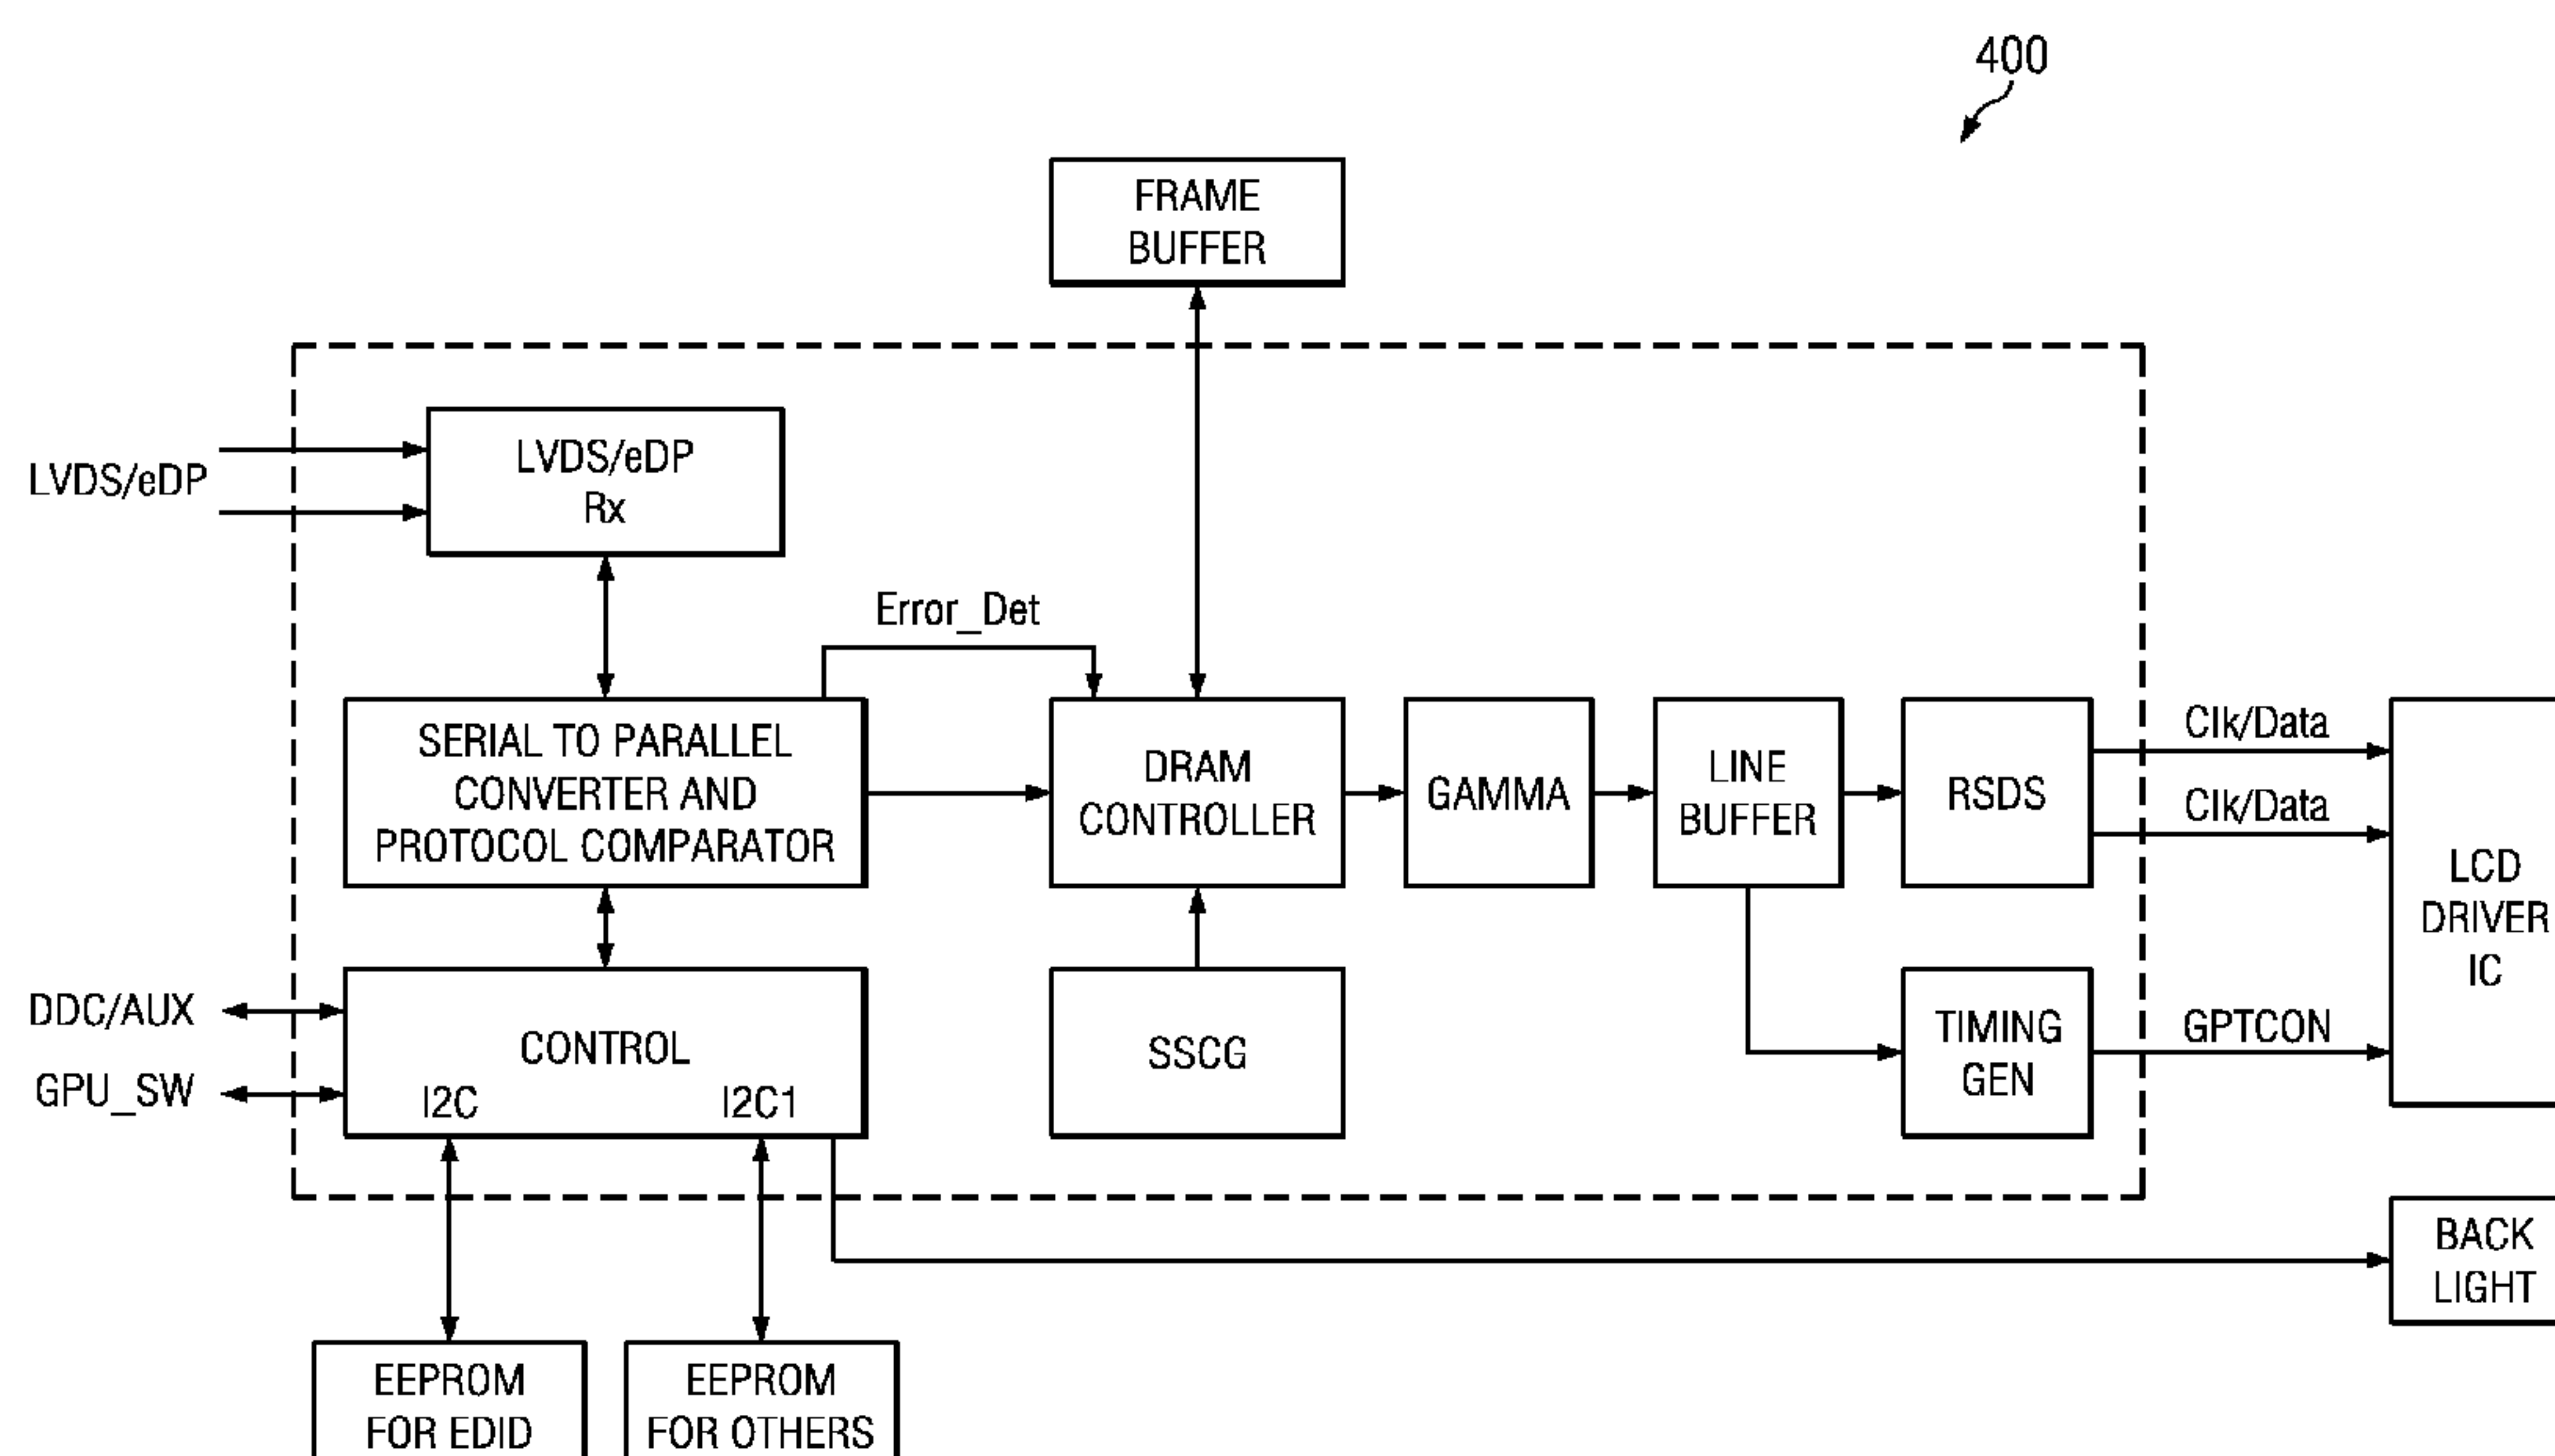 400
FRAME
BUFFER
LVDS/eDP
LVDS/eDP
Rx
Error_Det
SERIAL TO PARALLEL
CONVERTER AND
PROTOCOL COMPARATOR
DRAM
CONTROLLER
GAMMA
LINE
BUFFER
RSDS
Clk/Data
Clk/Data
LCD
DRIVER
IC
DDC/AUX
GPU_SW
CONTROL
I2C
I2C1
SSCG
TIMING
GEN
GPTCON
BACK
LIGHT
EEPROM
FOR EDID
EEPROM
FOR OTHERS